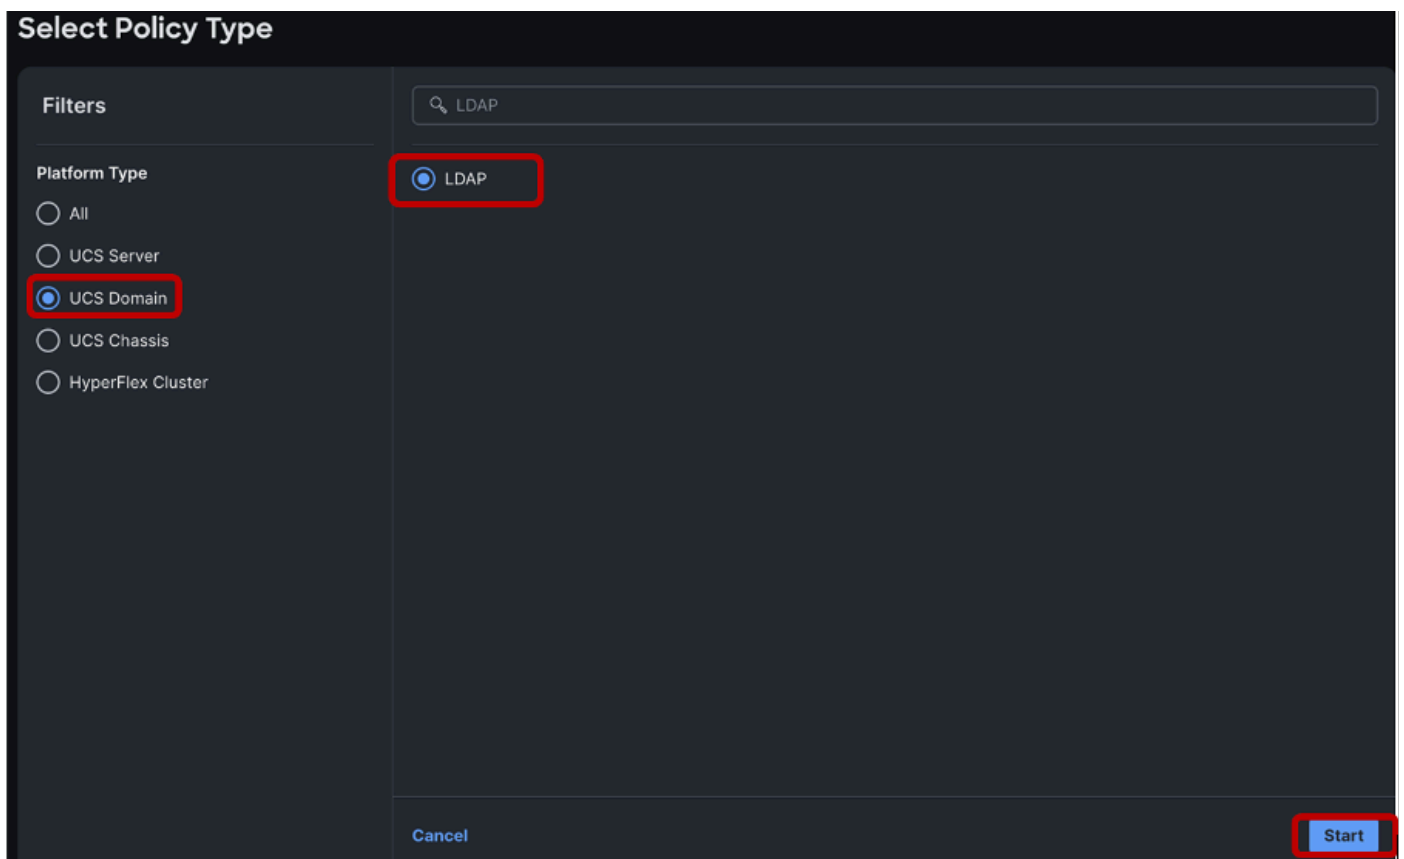 Select Policy Type
Filters
Platform Type
All
UCS Server
UCS Domain
UCS Chassis
HyperFlex Cluster
LDAP
LDAP
Cancel
Start